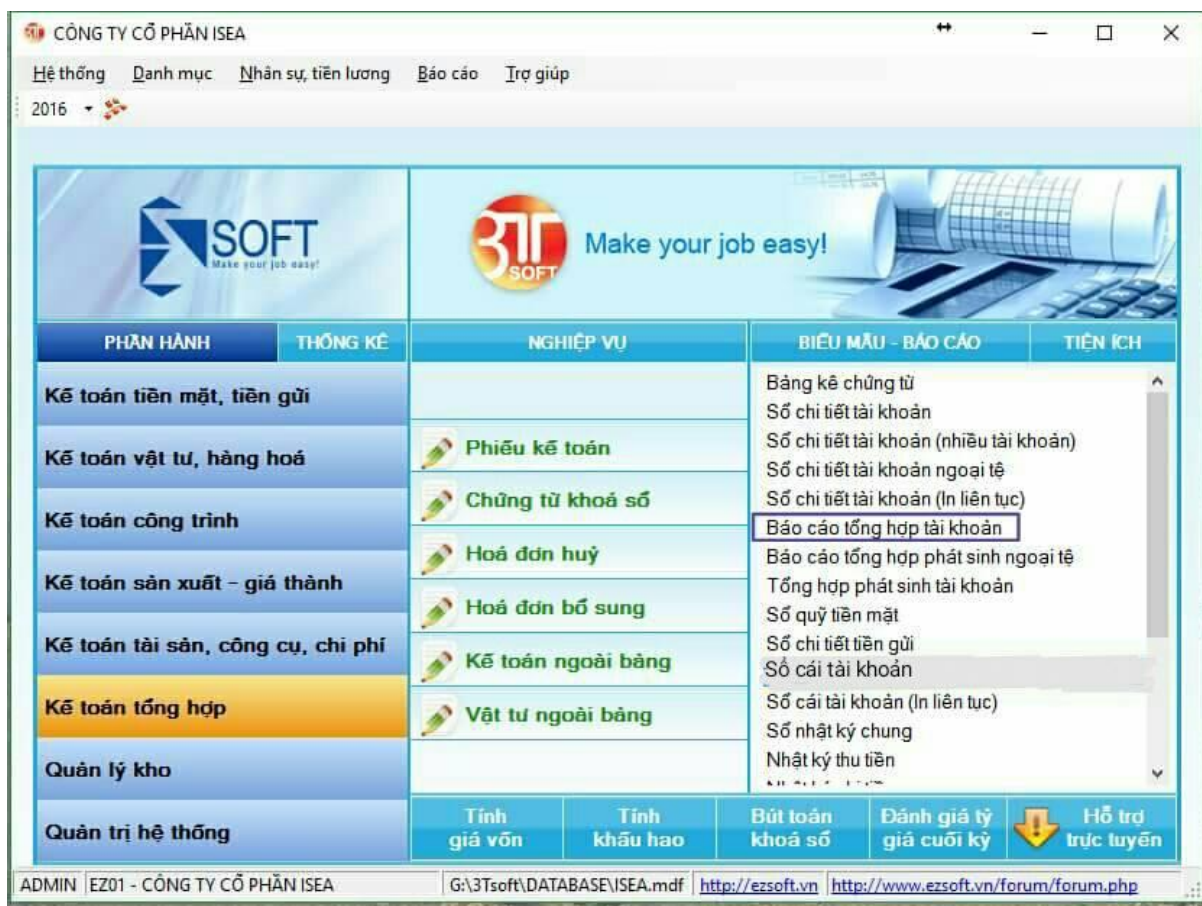 CÔNG TY CỔ PHẦN ISEA
Hệ thống Danh mục Nhân sự, tiền lương Báo cáo Trợ giúp
2016
SOFT
Make your job easy!
3T
SOFT
Make your job easy!
PHÂN HÀNH THỐNG KÊ NGHIỆP VỤ BIỂU MẪU - BÁO CÁO TIỆN ÍCH
Kế toán tiền mặt, tiền gửi
Kế toán vật tư, hàng hoá
Kế toán công trình
Kế toán sản xuất - giá thành
Kế toán tài sản, công cụ, chi phí
Kế toán tổng hợp
Quản lý kho
Quản trị hệ thống
Phiếu kế toán
Chứng từ khoá sổ
Hoá đơn huỷ
Hoá đơn bổ sung
Kế toán ngoài bảng
Vật tư ngoài bảng
Bảng kê chứng từ
Sổ chi tiết tài khoản
Sổ chi tiết tài khoản (nhiều tài khoản)
Sổ chi tiết tài khoản ngoại tệ
Sổ chi tiết tài khoản (In liên tục)
Báo cáo tổng hợp tài khoản
Báo cáo tổng hợp phát sinh ngoại tệ
Tổng hợp phát sinh tài khoản
Sổ quỹ tiền mặt
Sổ chi tiết tiền gửi
Sổ cái tài khoản
Sổ cái tài khoản (In liên tục)
Sổ nhật ký chung
Nhật ký thu tiền
Tính giá vốn
Tính khấu hao
Bút toán khoá sổ
Đánh giá tỷ giá cuối kỳ
Hỗ trợ trực tuyến
ADMIN EZ01 - CÔNG TY CỔ PHẦN ISEA G:\3Tsoft\DATABASE\ISEA.mdf http://ezsoft.vn http://www.ezsoft.vn/forum/forum.php